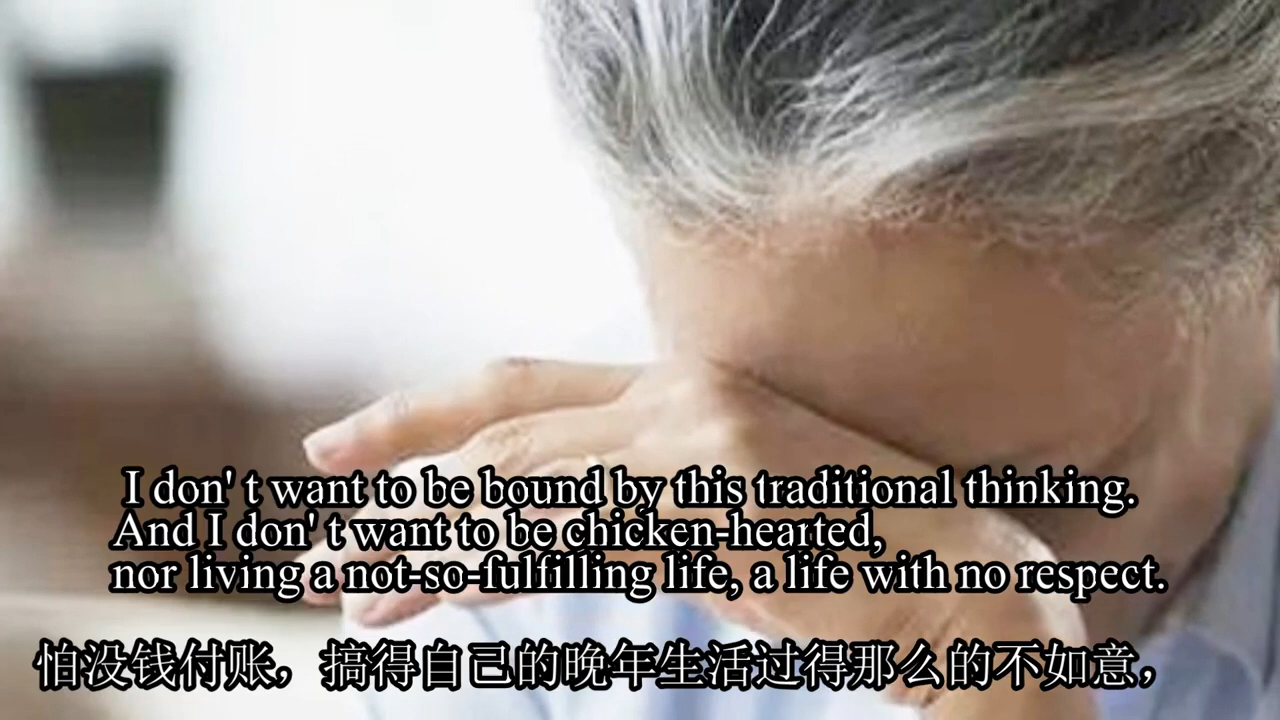 I don't want to be bound by this traditional thinking.
And I don't want to be chicken-hearted,
nor living a not-so-fulfilling life, a life with no respect.
怕没钱付账，搞得自己的晚年生活过得那么的不如意，